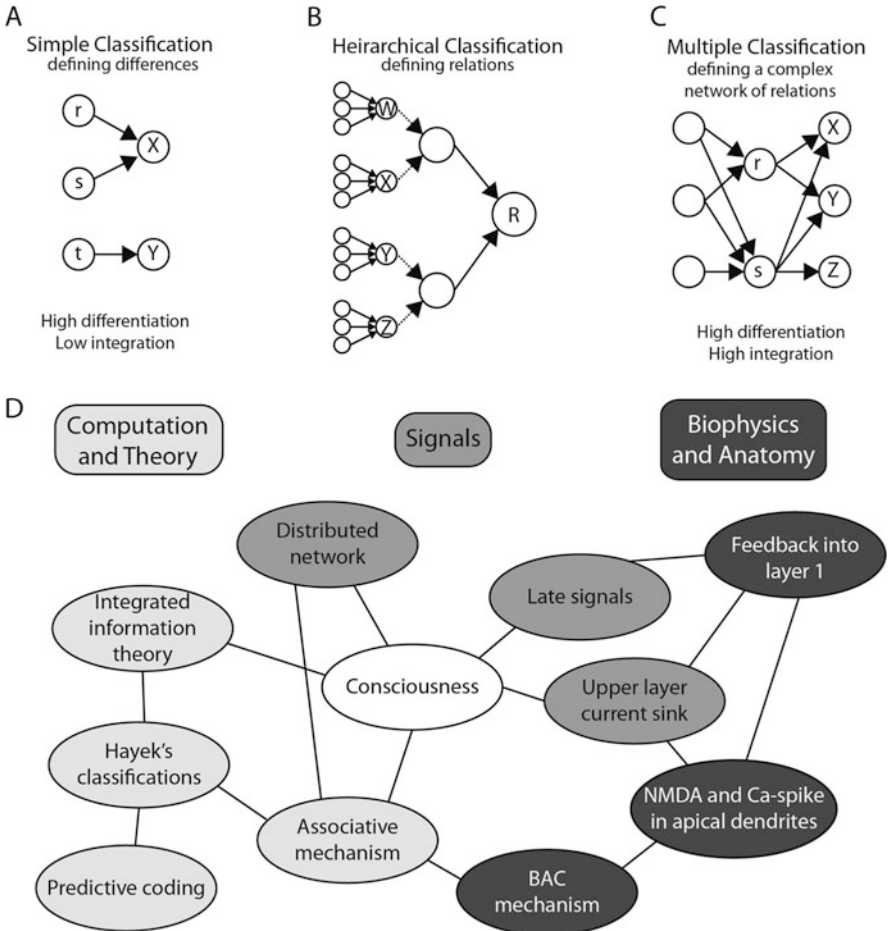 A
Simple Classification
defining differences
r
X
s
t
Y
High differentiation
Low integration
B
Heirarchical Classification
defining relations
W
X
R
Y
Z
C
Multiple Classification
defining a complex
network of relations
X
r
Y
s
Z
High differentiation
High integration
D
Computation
and Theory
Signals
Biophysics
and Anatomy
Distributed
network
Feedback into
layer 1
Late signals
Integrated
information
theory
Consciousness
Upper layer
current sink
Hayek's
classifications
NMDA and Ca-spike
in apical dendrites
Associative
mechanism
Predictive coding
BAC
mechanism